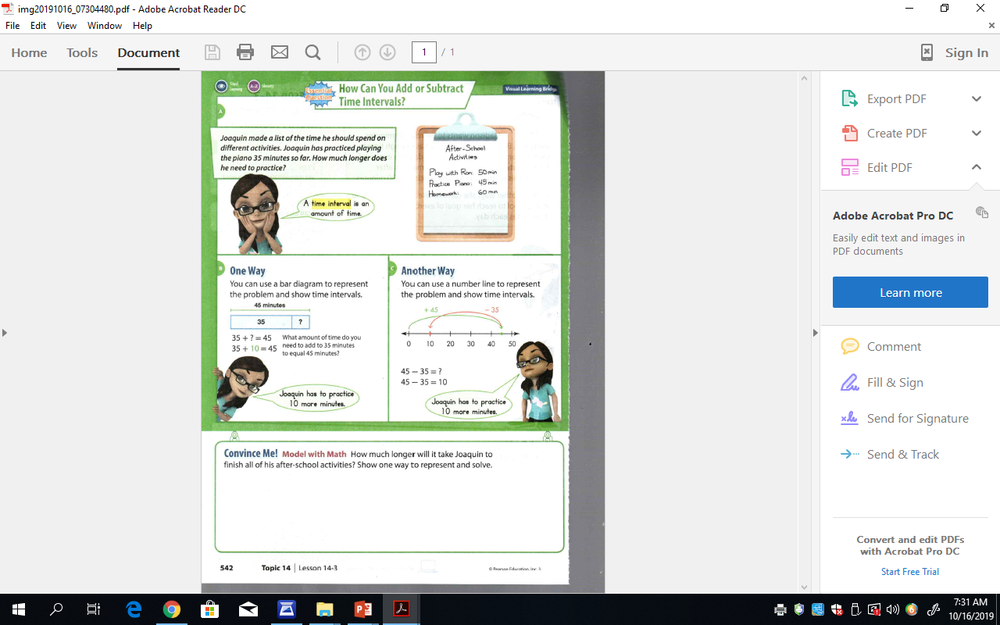 img20191016_07304480.pdf - Adobe Acrobat Reader DC
File Edit View Window Help
Home Tools Document 1 / 1 Sign In
Visual Learning A-Z Glossary
Essential Question How Can You Add or Subtract
Time Intervals?
Visual Learning Bridge
A
Joaquin made a list of the time he should spend on
different activities. Joaquin has practiced playing
the piano 35 minutes so far. How much longer does
he need to practice?
A time interval is an
amount of time.
After-School
Activities
Play with Ron: 50 min
Practice Piano: 45 min
Homework: 60 min
B One Way
You can use a bar diagram to represent
the problem and show time intervals.
45 minutes
35 ?
35 + ? = 45
35 + 10 = 45
What amount of time do you
need to add to 35 minutes
to equal 45 minutes?
Joaquin has to practice
10 more minutes.
C Another Way
You can use a number line to represent
the problem and show time intervals.
+ 45 − 35
0 10 20 30 40 50
45 − 35 = ?
45 − 35 = 10
Joaquin has to practice
10 more minutes.
Convince Me! Model with Math How much longer will it take Joaquin to
finish all of his after-school activities? Show one way to represent and solve.
542 Topic 14 | Lesson 14-3
© Pearson Education, Inc. 3
Export PDF
Create PDF
Edit PDF
Adobe Acrobat Pro DC
Easily edit text and images in
PDF documents
Learn more
Comment
Fill & Sign
Send for Signature
Send & Track
Convert and edit PDFs
with Acrobat Pro DC
Start Free Trial
7:31 AM
10/16/2019